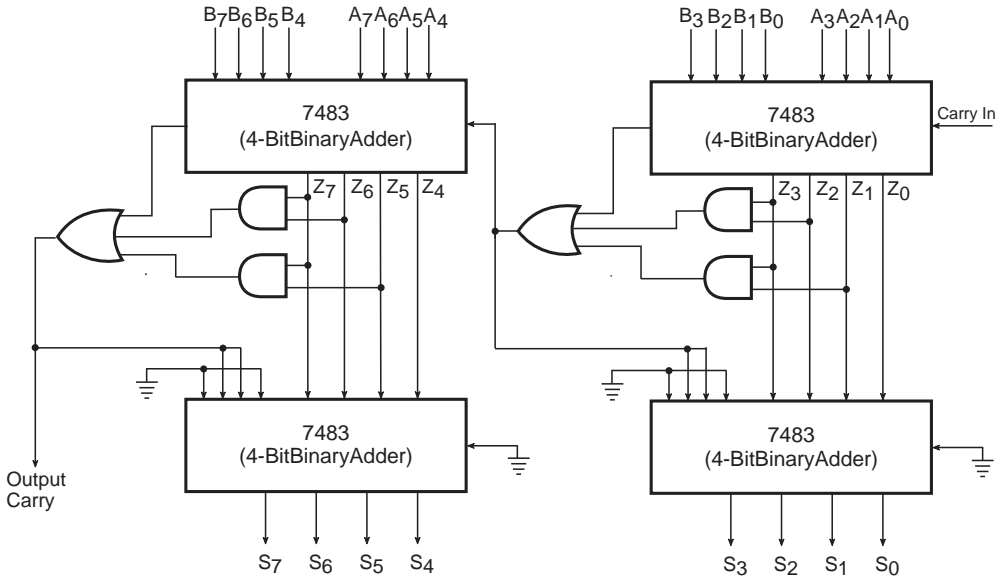 B7B6B5B4 A7A6A5A4
B3B2B1B0 A3A2A1A0
7483
(4-BitBinaryAdder)
7483
(4-BitBinaryAdder)
Carry In
Z7 Z6 Z5 Z4
Z3 Z2 Z1 Z0
7483
(4-BitBinaryAdder)
7483
(4-BitBinaryAdder)
Output
Carry
S7 S6 S5 S4
S3 S2 S1 S0